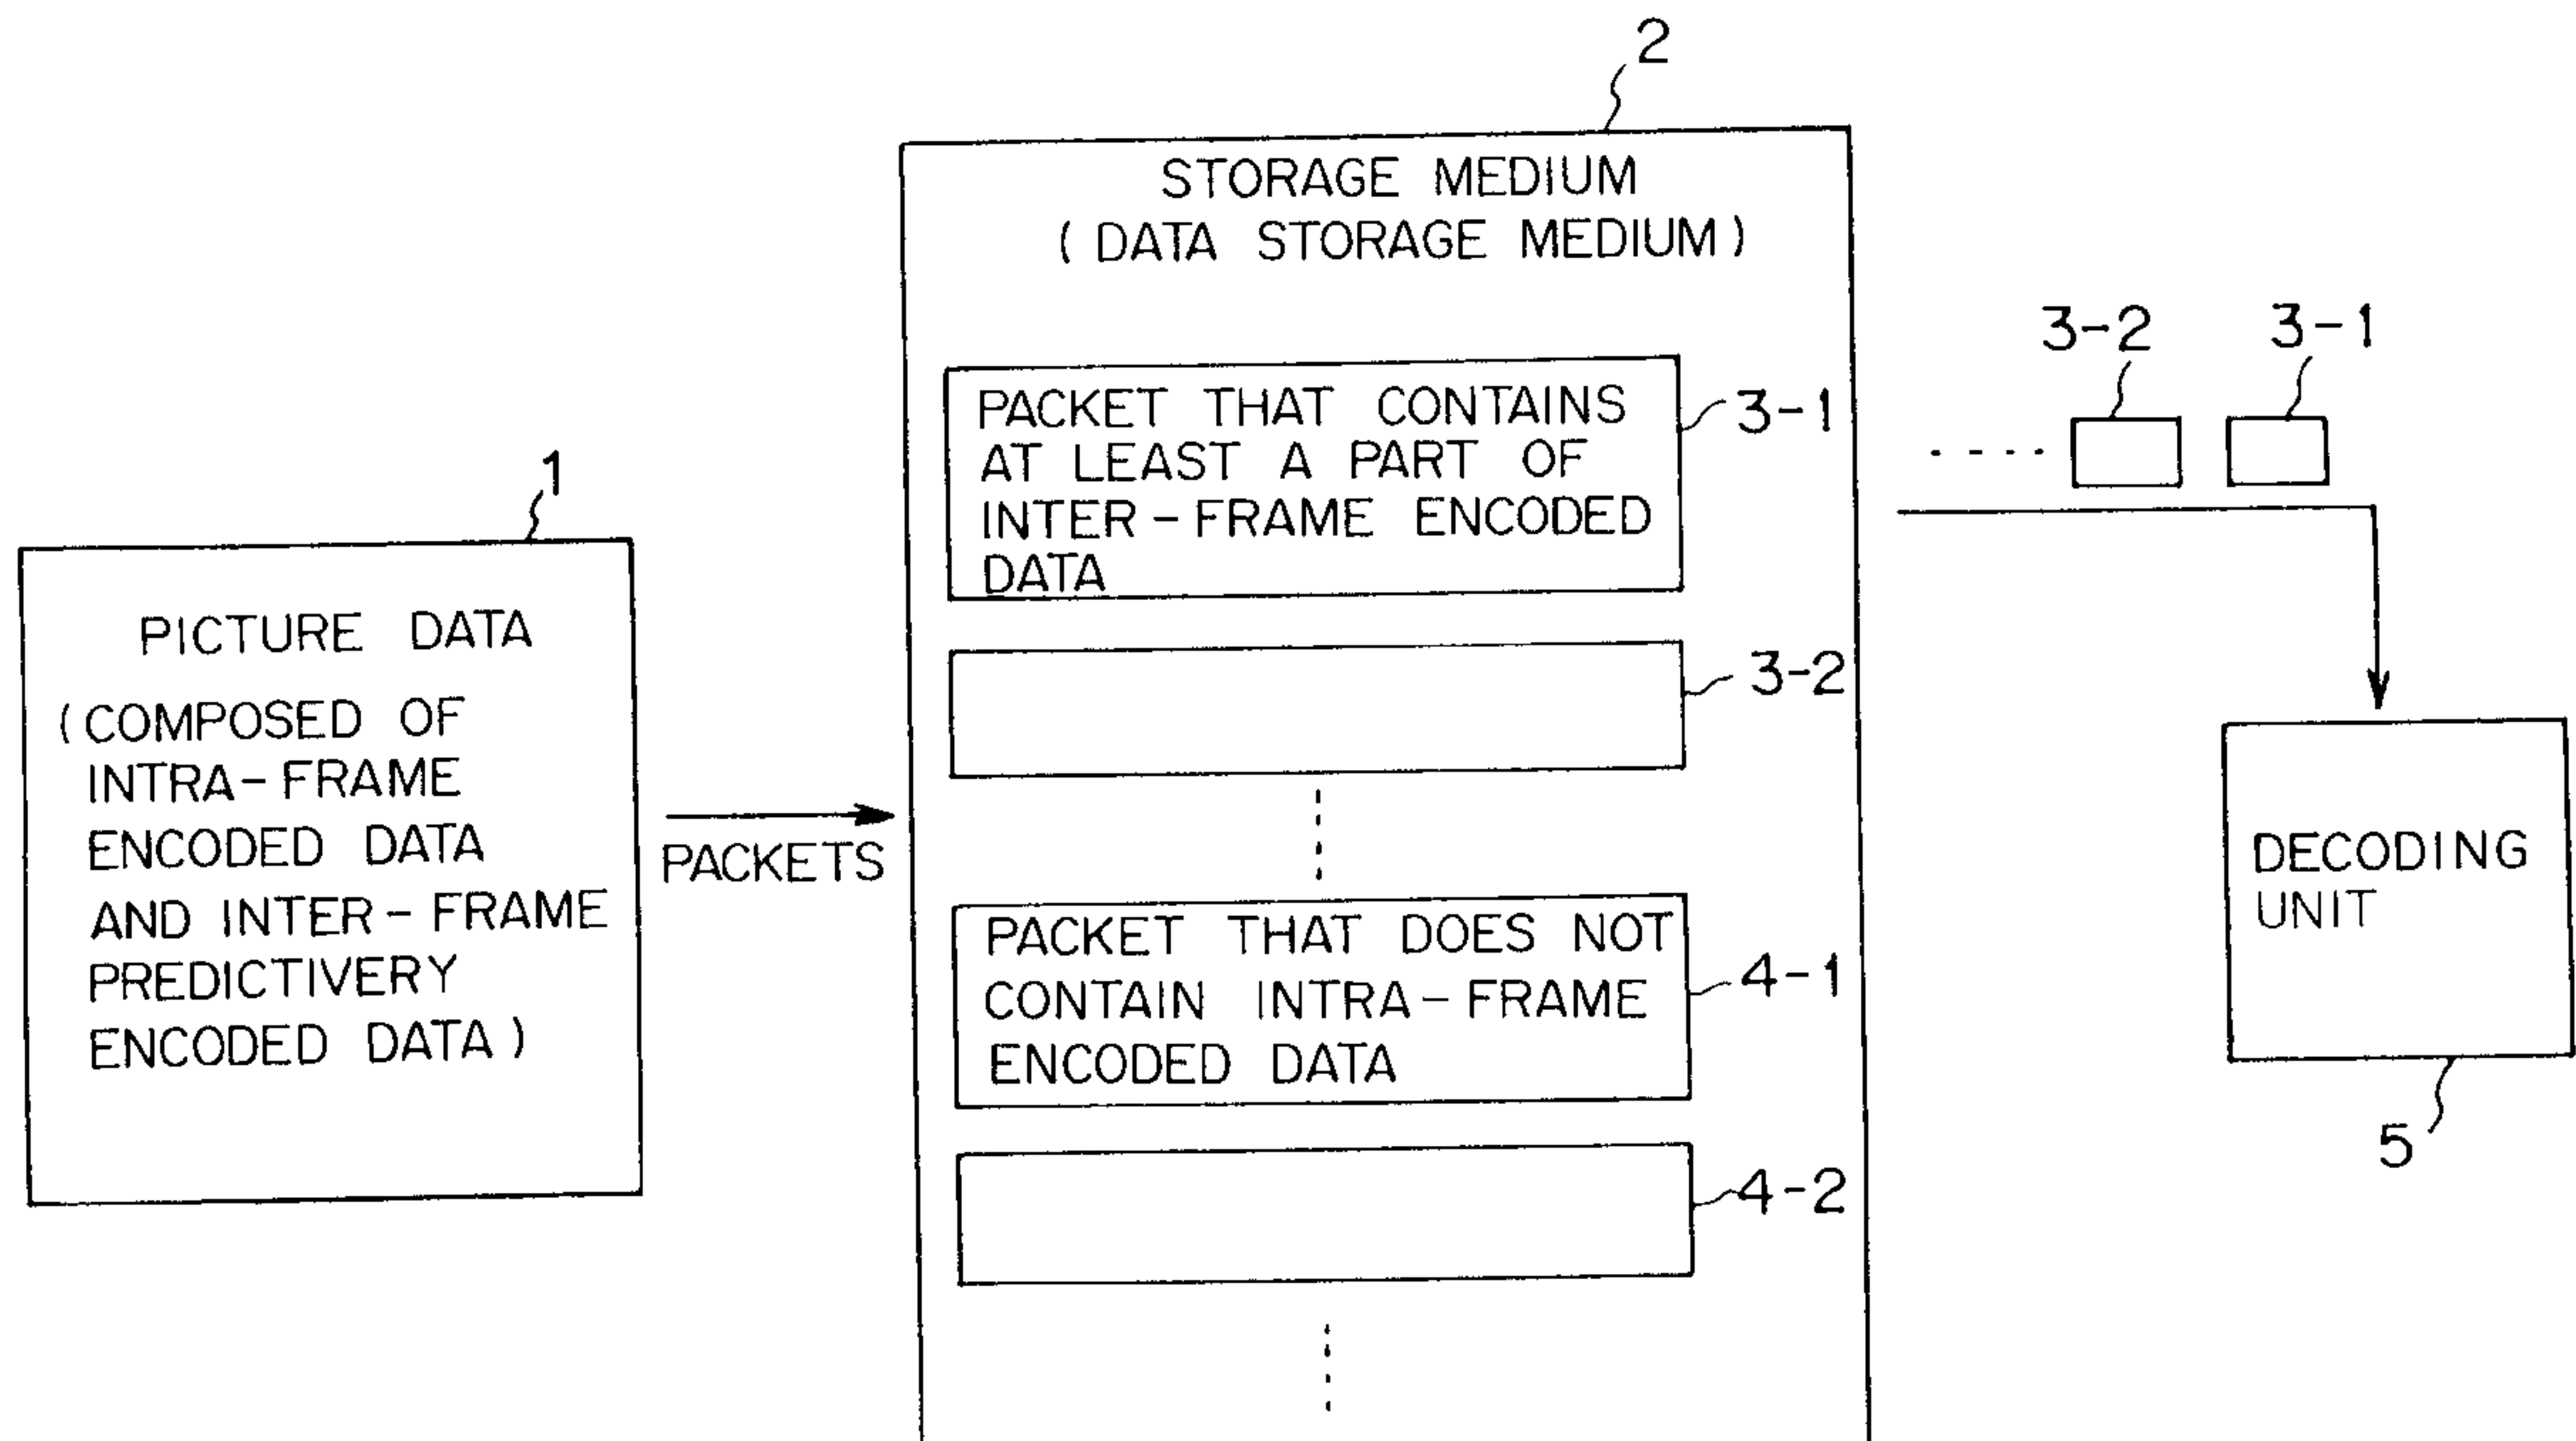 1
PICTURE DATA
(COMPOSED OF
INTRA-FRAME
ENCODED DATA
AND INTER-FRAME
PREDICTIVERY
ENCODED DATA)
PACKETS
2
STORAGE MEDIUM
(DATA STORAGE MEDIUM)
PACKET THAT CONTAINS
AT LEAST A PART OF
INTER-FRAME ENCODED
DATA
3-1
3-2
PACKET THAT DOES NOT
CONTAIN INTRA-FRAME
ENCODED DATA
4-1
4-2
3-2 3-1
DECODING
UNIT
5